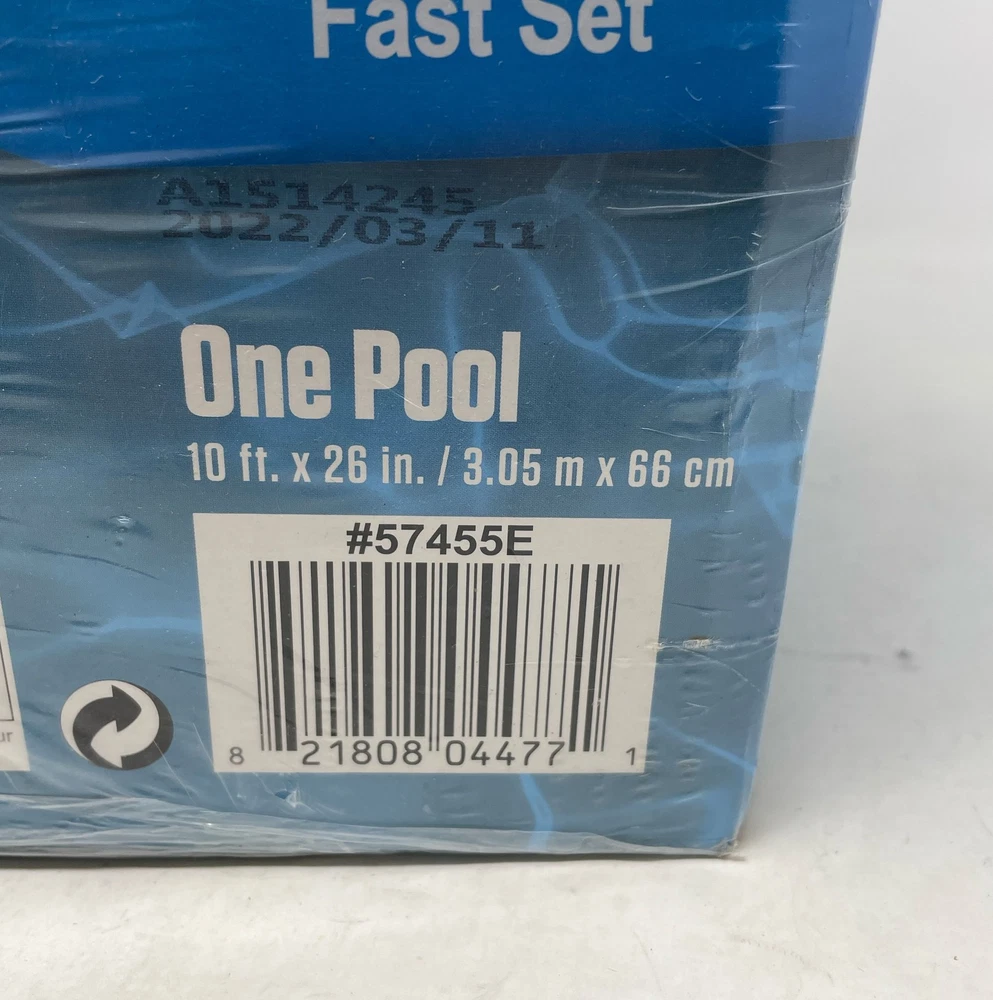 Fast Set
A1514245
2022/03/11
One Pool
10 ft. x 26 in. / 3.05 m x 66 cm
#57455E
8 21808 04477 1
ur